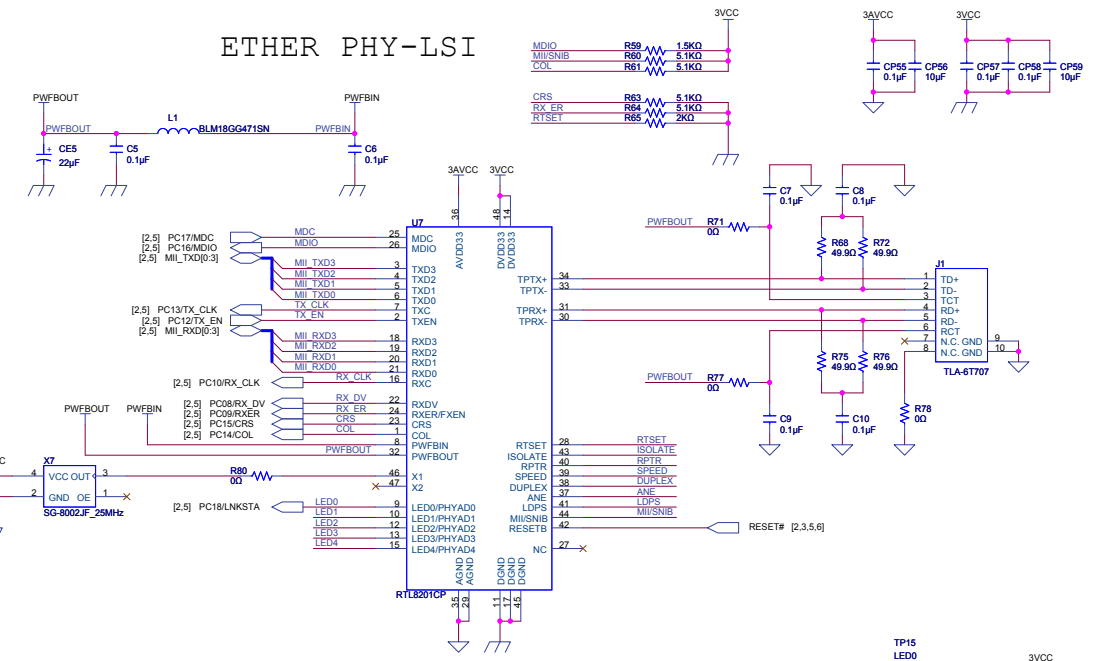 ETHER PHY-LSI
3VCC
3AVCC
3VCC
MDIO R59 1.5KΩ
MII/SNIB R60 5.1KΩ
COL R61 5.1KΩ
CRS R63 5.1KΩ
RX_ER R64 5.1KΩ
RTSET R65 2KΩ
CP55
0.1µF
CP56
10µF
CP57
0.1µF
CP58
0.1µF
CP59
10µF
PWFBOUT
PWFBIN
PWFBOUT
L1
BLM18GG471SN
PWFBIN
CE5
22µF
+
C5
0.1µF
C6
0.1µF
3AVCC
3VCC
U7
36
48
14
AVDD33
DVDD33
DVDD33
[2,5] PC17/MDC MDC 25 MDC
[2,5] PC16/MDIO MDIO 26 MDIO
[2,5] MII_TXD[0:3]
MII_TXD3 3 TXD3
MII_TXD2 4 TXD2
MII_TXD1 5 TXD1
MII_TXD0 6 TXD0
[2,5] PC13/TX_CLK TX_CLK 7 TXC
[2,5] PC12/TX_EN TX_EN 2 TXEN
[2,5] MII_RXD[0:3]
MII_RXD3 18 RXD3
MII_RXD2 19 RXD2
MII_RXD1 20 RXD1
MII_RXD0 21 RXD0
[2,5] PC10/RX_CLK RX_CLK 16 RXC
[2,5] PC08/RX_DV RX_DV 22 RXDV
[2,5] PC09/RXER RX_ER 24 RXER/FXEN
[2,5] PC15/CRS CRS 23 CRS
[2,5] PC14/COL COL 1 COL
PWFBOUT
PWFBIN
8 PWFBIN
PWFBOUT 32 PWFBOUT
X7
4 VCC OUT 3
2 GND OE 1
SG-8002JF_25MHz
R80
0Ω
46 X1
47 X2
[2,5] PC18/LNKSTA LED0 9 LED0/PHYAD0
LED1 10 LED1/PHYAD1
LED2 12 LED2/PHYAD2
LED3 13 LED3/PHYAD3
LED4 15 LED4/PHYAD4
RTL8201CP
AGND
AGND
DGND
DGND
DGND
35
29
11
17
45
TPTX+ 34
TPTX- 33
TPRX+ 31
TPRX- 30
RTSET 28 RTSET
ISOLATE 43 ISOLATE
RPTR 40 RPTR
SPEED 39 SPEED
DUPLEX 38 DUPLEX
ANE 37 ANE
LDPS 41 LDPS
MII/SNIB 44 MII/SNIB
RESETB 42 RESET# [2,3,5,6]
NC 27
PWFBOUT
R71
0Ω
C7
0.1µF
C8
0.1µF
R68
49.9Ω
R72
49.9Ω
J1
1 TD+
2 TD-
3 TCT
4 RD+
5 RD-
6 RCT
7 N.C. GND 9
8 N.C. GND 10
TLA-6T707
R75
49.9Ω
R76
49.9Ω
PWFBOUT
R77
0Ω
C9
0.1µF
C10
0.1µF
R78
0Ω
TP15
LED0
3VCC